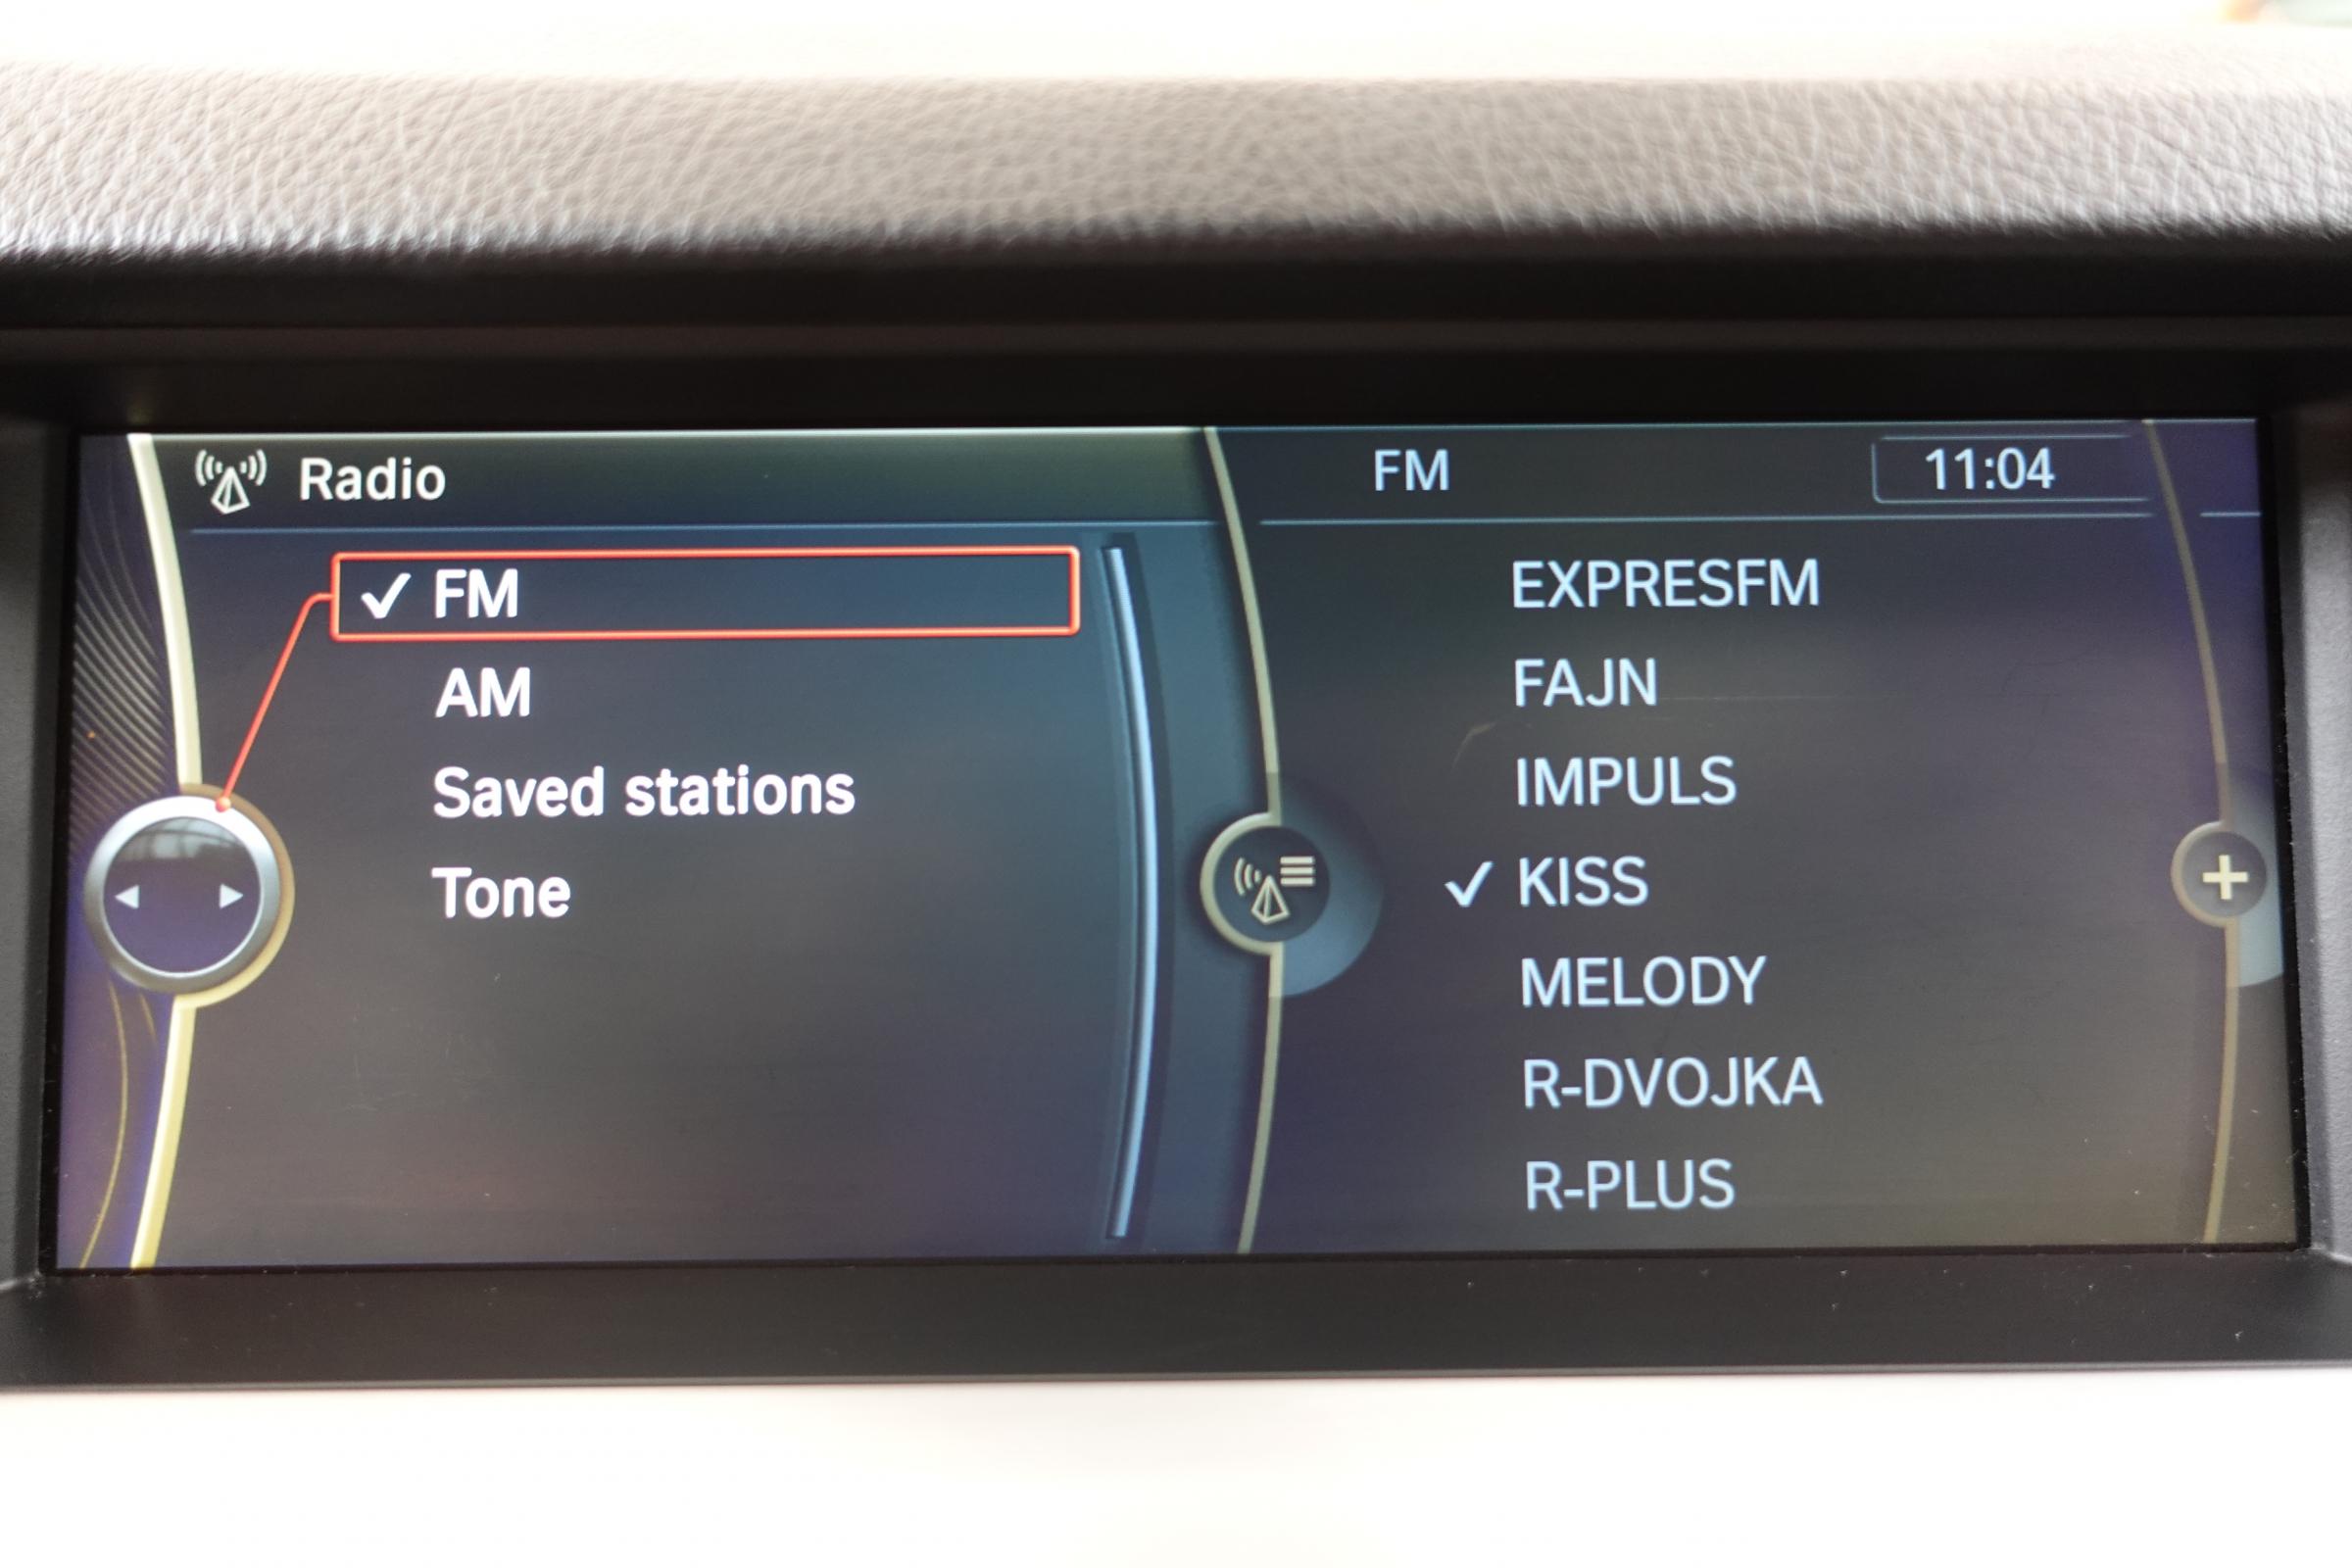 Radio
FM
AM
Saved stations
Tone
FM
11:04
EXPRESFM
FAJN
IMPULS
KISS
MELODY
R-DVOJKA
R-PLUS